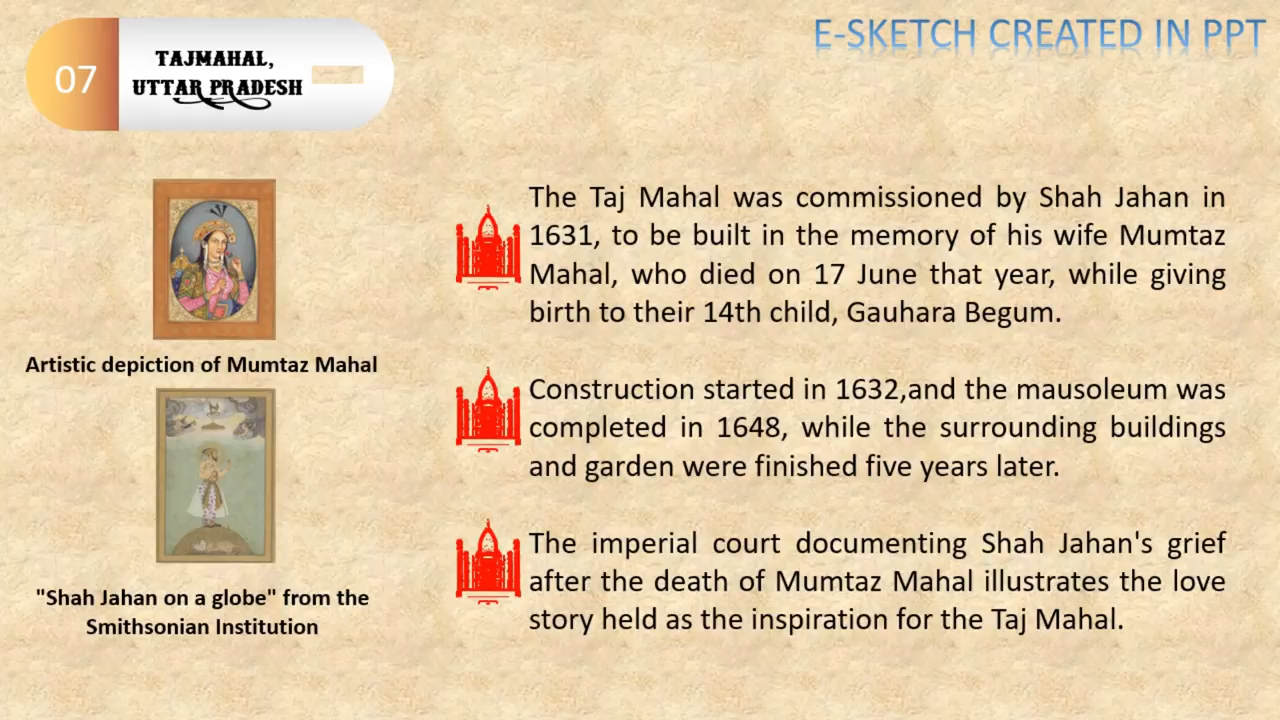 07
TAJMAHAL,
UTTAR PRADESH
E-SKETCH CREATED IN PPT
Artistic depiction of Mumtaz Mahal
"Shah Jahan on a globe" from the
Smithsonian Institution
The Taj Mahal was commissioned by Shah Jahan in
1631, to be built in the memory of his wife Mumtaz
Mahal, who died on 17 June that year, while giving
birth to their 14th child, Gauhara Begum.
Construction started in 1632,and the mausoleum was
completed in 1648, while the surrounding buildings
and garden were finished five years later.
The imperial court documenting Shah Jahan's grief
after the death of Mumtaz Mahal illustrates the love
story held as the inspiration for the Taj Mahal.